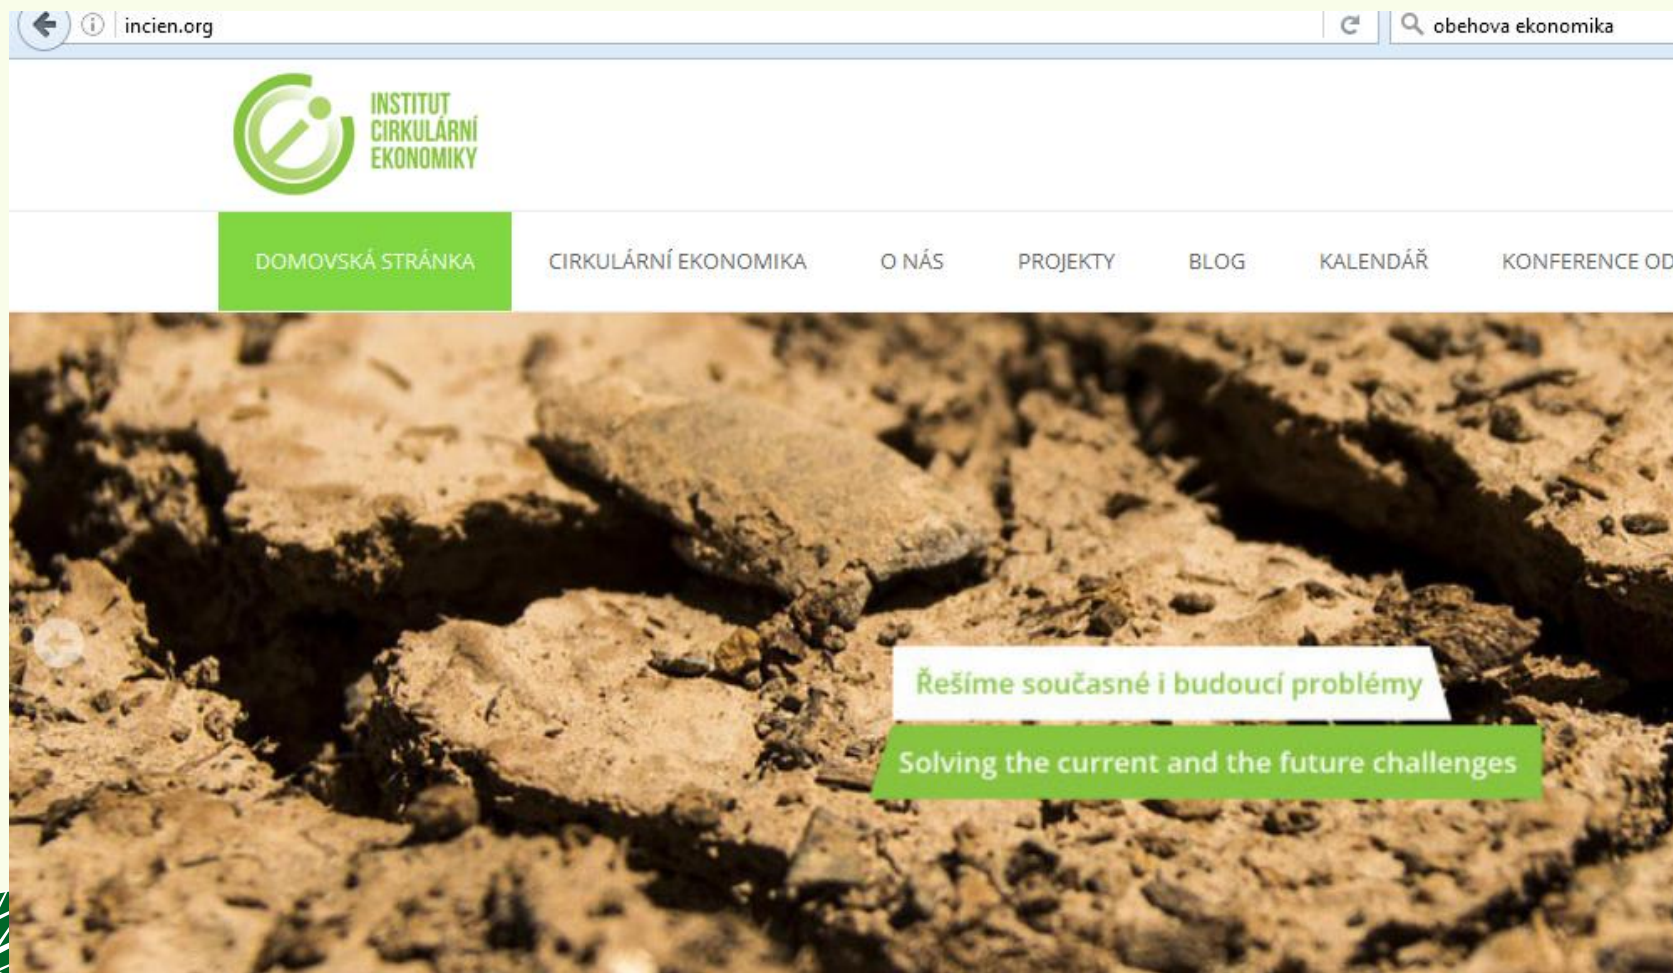 incien.org
obehova ekonomika
INSTITUT
CIRKULÁRNÍ
EKONOMIKY
DOMOVSKÁ STRÁNKA CIRKULÁRNÍ EKONOMIKA O NÁS PROJEKTY BLOG KALENDÁŘ KONFERENCE OD
Řešíme současné i budoucí problémy
Solving the current and the future challenges